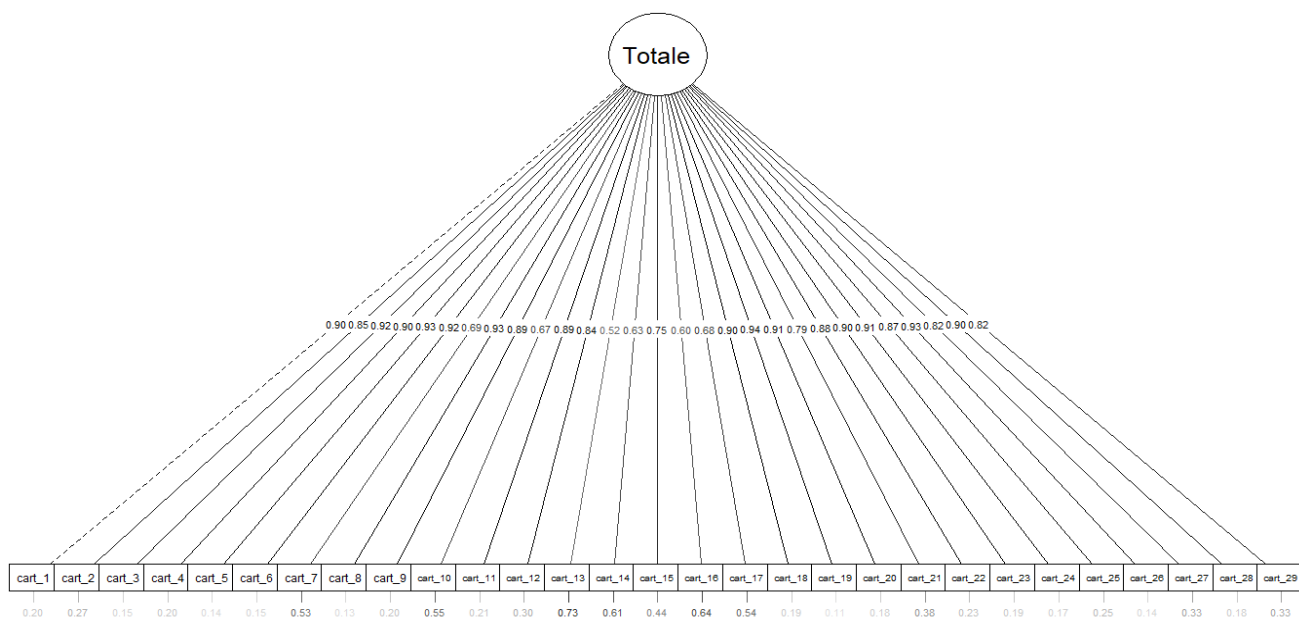 Totale
0.90 0.85 0.92 0.90 0.93 0.92 0.69 0.93 0.89 0.67 0.89 0.84 0.52 0.63 0.75 0.60 0.68 0.90 0.94 0.91 0.79 0.88 0.90 0.91 0.87 0.93 0.82 0.90 0.82
cart_1 cart_2 cart_3 cart_4 cart_5 cart_6 cart_7 cart_8 cart_9 cart_10 cart_11 cart_12 cart_13 cart_14 cart_15 cart_16 cart_17 cart_18 cart_19 cart_20 cart_21 cart_22 cart_23 cart_24 cart_25 cart_26 cart_27 cart_28 cart_29
0.20 0.27 0.15 0.20 0.14 0.15 0.53 0.13 0.20 0.55 0.21 0.30 0.73 0.61 0.44 0.64 0.54 0.19 0.11 0.18 0.38 0.23 0.19 0.17 0.25 0.14 0.33 0.18 0.33